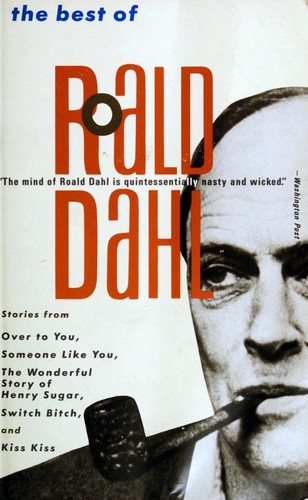 the best of
RoALD
"The mind of Roald Dahl is quintessentially nasty and wicked."
—Washington Post
DaHL
Stories from
Over to You,
Someone Like You,
The Wonderful
Story of
Henry Sugar,
Switch Bitch,
and
Kiss Kiss